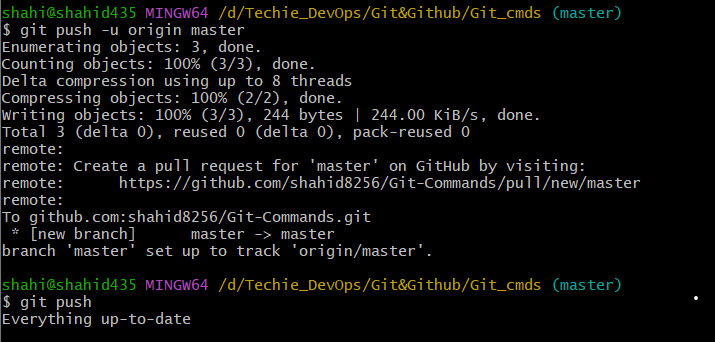 shahi@shahid435 MINGW64 /d/Techie_DevOps/Git&Github/Git_cmds (master)
$ git push -u origin master
Enumerating objects: 3, done.
Counting objects: 100% (3/3), done.
Delta compression using up to 8 threads
Compressing objects: 100% (2/2), done.
Writing objects: 100% (3/3), 244 bytes | 244.00 KiB/s, done.
Total 3 (delta 0), reused 0 (delta 0), pack-reused 0
remote:
remote: Create a pull request for 'master' on GitHub by visiting:
remote:      https://github.com/shahid8256/Git-Commands/pull/new/master
remote:
To github.com:shahid8256/Git-Commands.git
 * [new branch]      master -> master
branch 'master' set up to track 'origin/master'.
shahi@shahid435 MINGW64 /d/Techie_DevOps/Git&Github/Git_cmds (master)
$ git push
Everything up-to-date